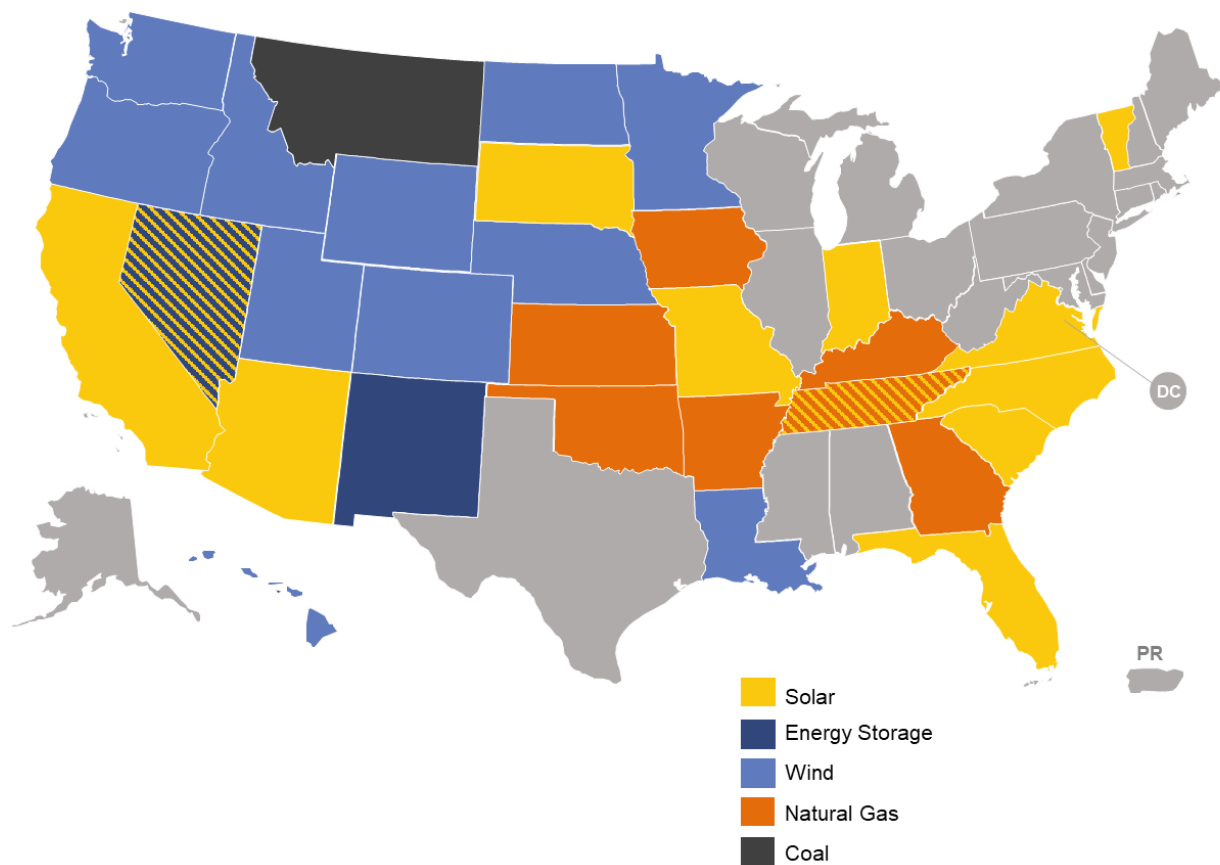 DC
PR
Solar
Energy Storage
Wind
Natural Gas
Coal